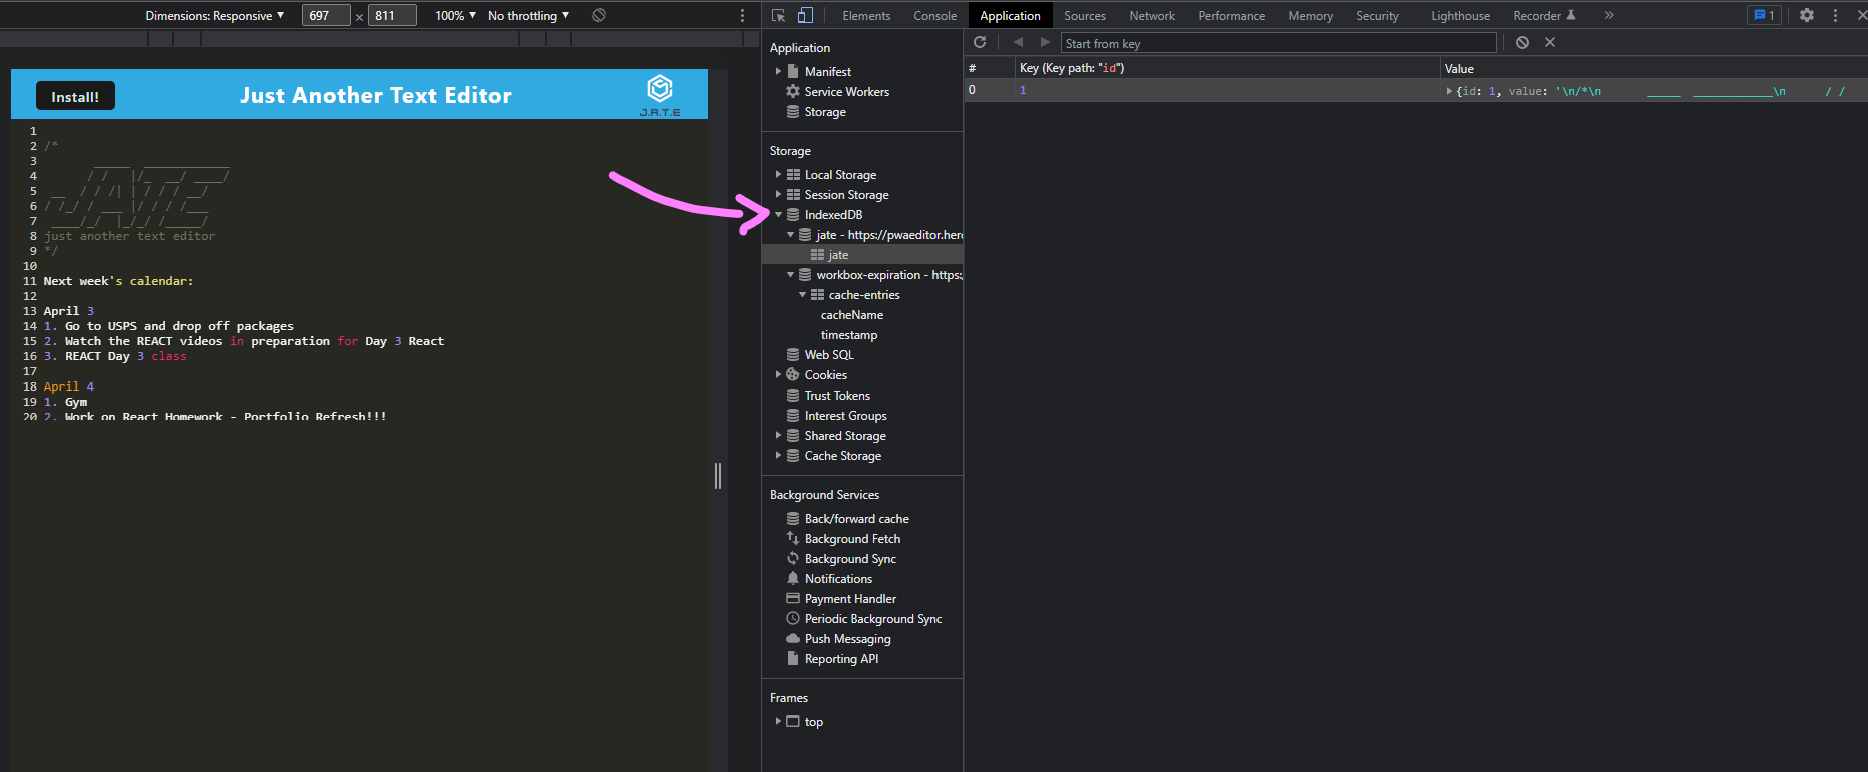 Dimensions: Responsive ▼ 697 × 811 100% ▼ No throttling ▼
Elements Console Application Sources Network Performance Memory Security Lighthouse Recorder » 1
Install!
Just Another Text Editor
J.A.T.E
1
2 /*
3        _____  ____________
4       / /   |/_  __/ ____/
5  __  / / /| | / / / __/
6 / /_/ / ___ |/ / / /___
7  ____/_/  |_/_/ /_____/
8 just another text editor
9 */
10
11 Next week's calendar:
12
13 April 3
14 1. Go to USPS and drop off packages
15 2. Watch the REACT videos in preparation for Day 3 React
16 3. REACT Day 3 class
17
18 April 4
19 1. Gym
20 2. Work on React Homework - Portfolio Refresh!!!
Application
Manifest
Service Workers
Storage
Storage
Local Storage
Session Storage
IndexedDB
jate - https://pwaeditor.her
jate
workbox-expiration - https:
cache-entries
cacheName
timestamp
Web SQL
Cookies
Trust Tokens
Interest Groups
Shared Storage
Cache Storage
Background Services
Back/forward cache
Background Fetch
Background Sync
Notifications
Payment Handler
Periodic Background Sync
Push Messaging
Reporting API
Frames
top
Start from key
# Key (Key path: "id") Value
0 1 {id: 1, value: '\n/*\n       _____  ____________\n      / /